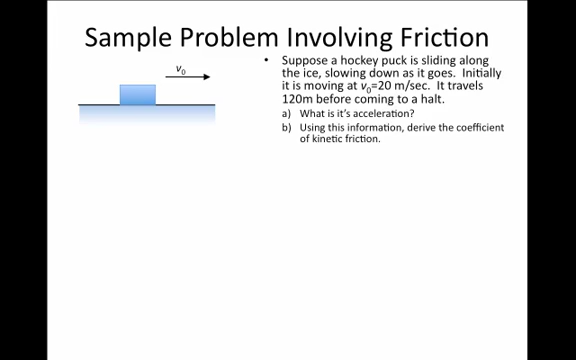 Sample Problem Involving Friction
v0
• Suppose a hockey puck is sliding along
the ice, slowing down as it goes. Initially
it is moving at v0=20 m/sec. It travels
120m before coming to a halt.
a) What is it's acceleration?
b) Using this information, derive the coefficient
of kinetic friction.